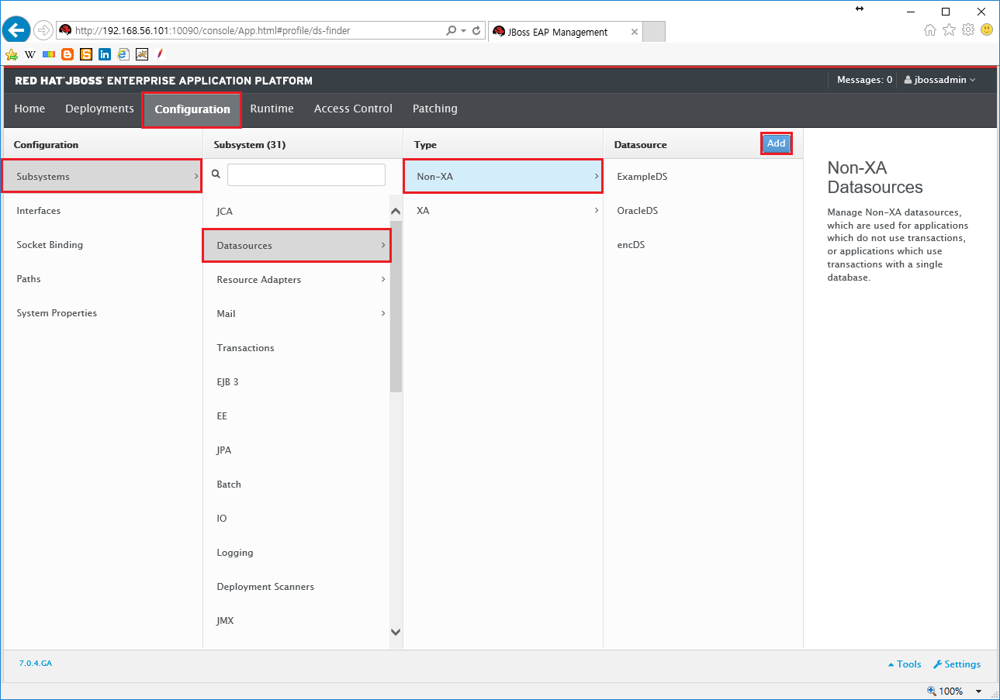 http://192.168.56.101:10090/console/App.html#profile/ds-finder
JBoss EAP Management
RED HAT® JBOSS® ENTERPRISE APPLICATION PLATFORM
Messages: 0
jbossadmin
Home
Deployments
Configuration
Runtime
Access Control
Patching
Configuration
Subsystems
Interfaces
Socket Binding
Paths
System Properties
Subsystem (31)
JCA
Datasources
Resource Adapters
Mail
Transactions
EJB 3
EE
JPA
Batch
IO
Logging
Deployment Scanners
JMX
Type
Non-XA
XA
Datasource
Add
ExampleDS
OracleDS
encDS
Non-XA
Datasources
Manage Non-XA datasources,
which are used for applications
which do not use transactions,
or applications which use
transactions with a single
database.
7.0.4.GA
Tools
Settings
100%